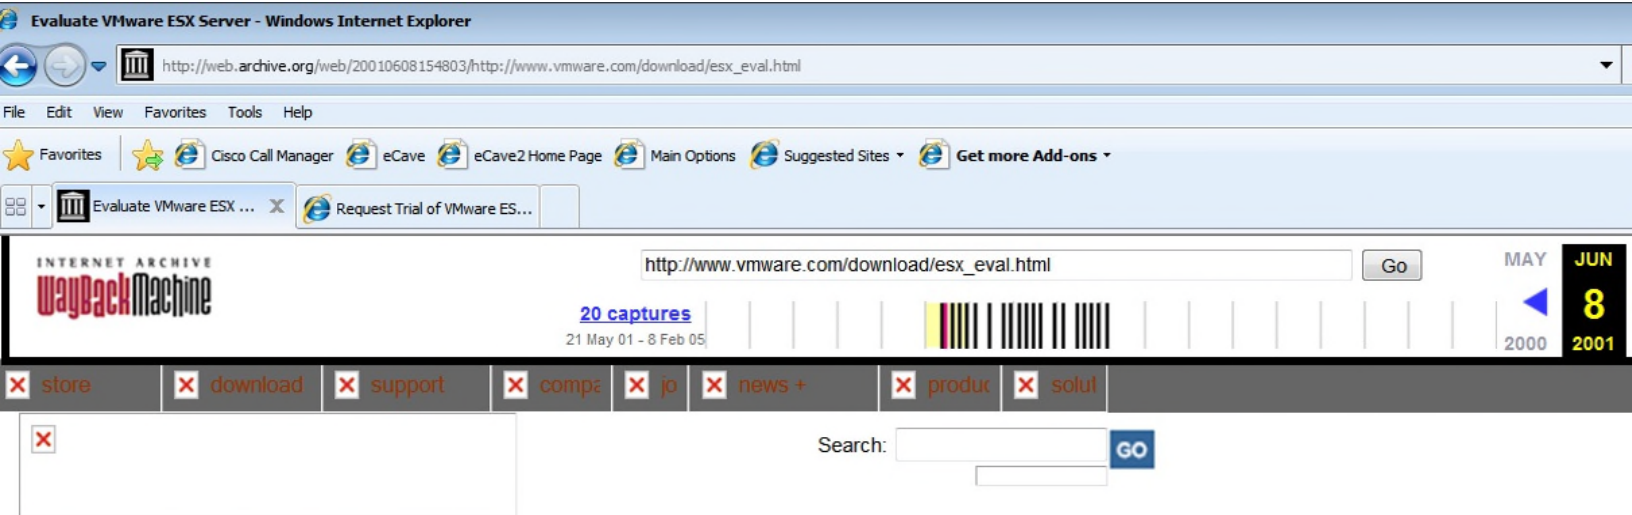 Evaluate VMware ESX Server - Windows Internet Explorer
http://web.archive.org/web/20010608154803/http://www.vmware.com/download/esx_eval.html
File Edit View Favorites Tools Help
Favorites Cisco Call Manager eCave eCave2 Home Page Main Options Suggested Sites Get more Add-ons
Evaluate VMware ESX ... X Request Trial of VMware ES...
INTERNET ARCHIVE
WayBackMachine
http://www.vmware.com/download/esx_eval.html Go
MAY JUN
20 captures
8
21 May 01 - 8 Feb 05
2000 2001
store download support compa jo news + produc solut
Search: GO